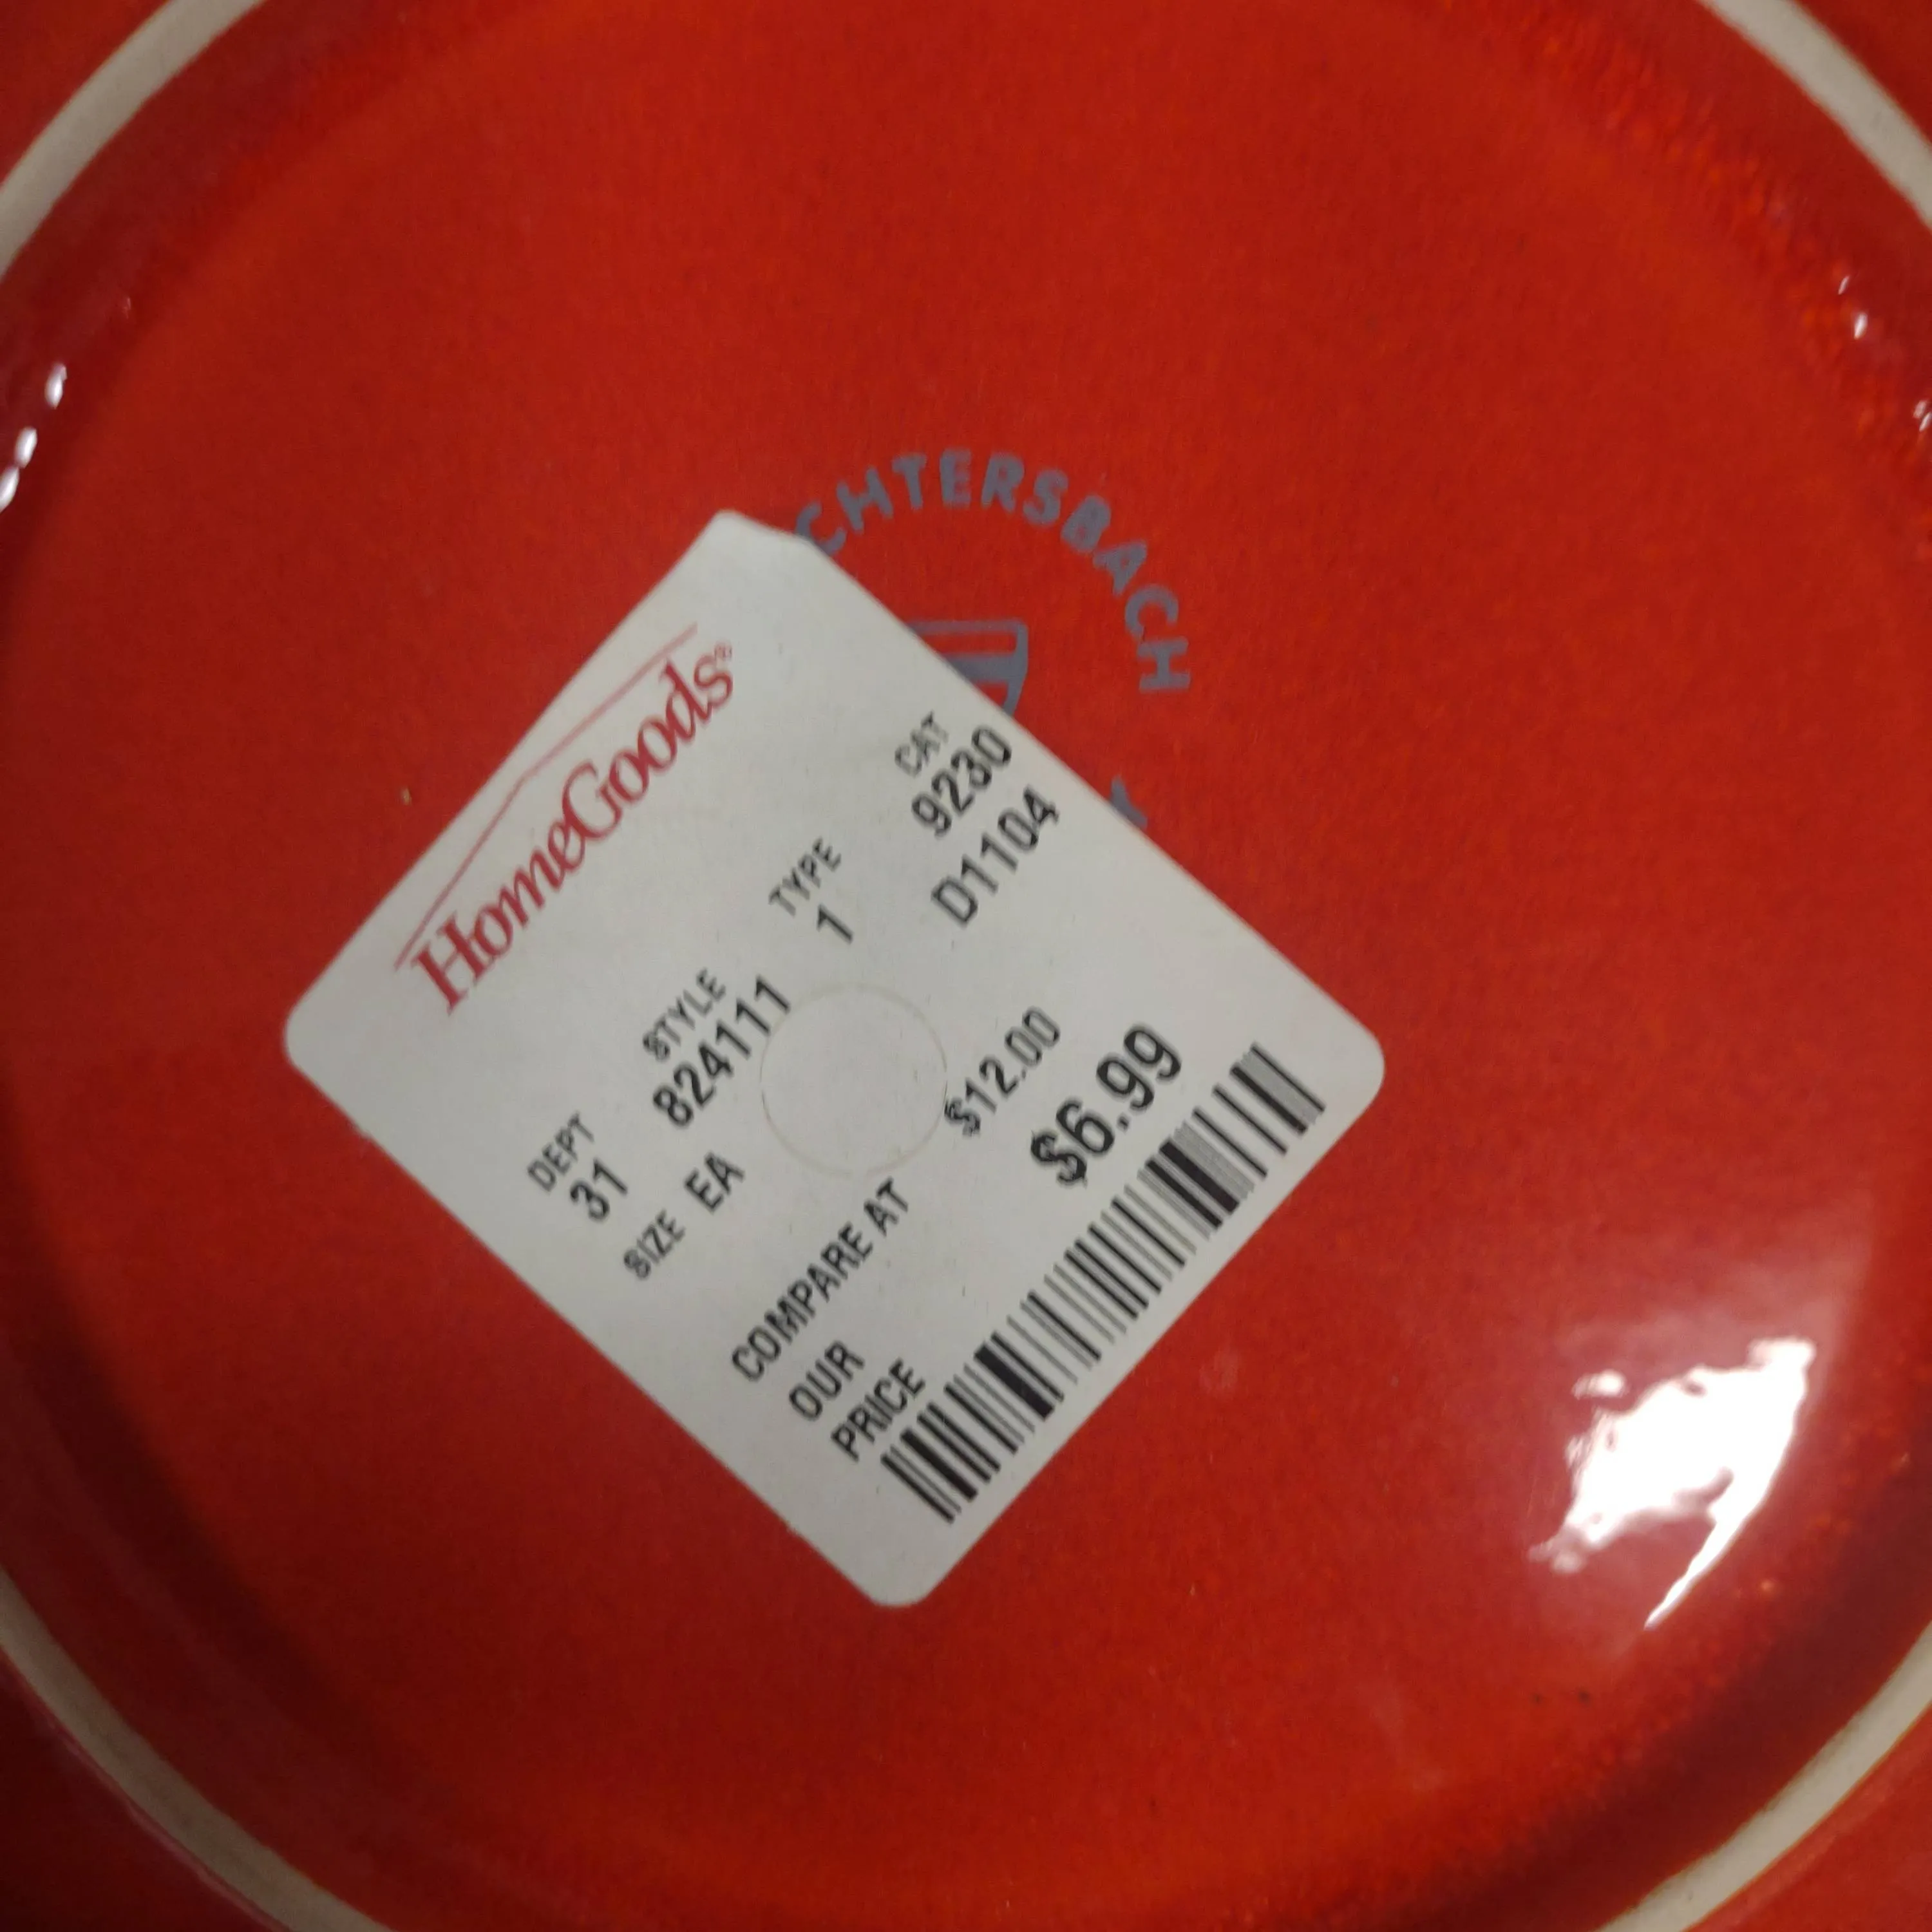 CHTERSBACH
HomeGoods®
DEPT STYLE TYPE CAT
31 824111 1 9230
SIZE EA D1104
COMPARE AT $12.00
OUR PRICE $6.99